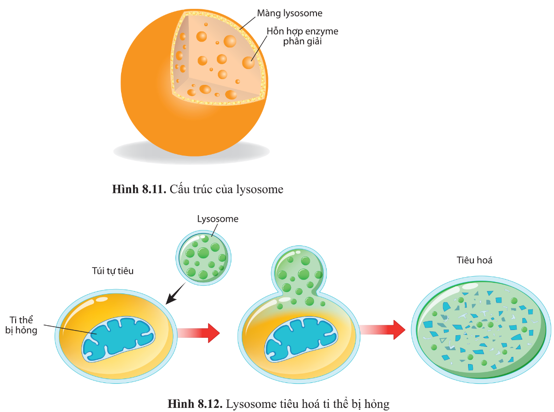 Màng lysosome
Hỗn hợp enzyme
phân giải
Hình 8.11. Cấu trúc của lysosome
Lysosome
Túi tự tiêu
Tiêu hoá
Ti thể
bị hỏng
Hình 8.12. Lysosome tiêu hoá ti thể bị hỏng